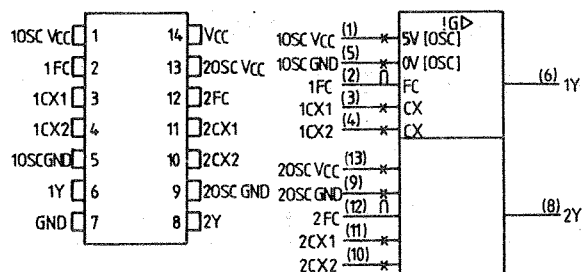 1OSC VCC 1 14 VCC
1FC 2 13 2OSC VCC
1CX1 3 12 2FC
1CX2 4 11 2CX1
1OSCGND 5 10 2CX2
1Y 6 9 2OSC GND
GND 7 8 2Y
!G▷
1OSC VCC (1) 5V [OSC]
1OSC GND (5) 0V [OSC]
1FC (2) ∩ FC (6) 1Y
1CX1 (3) CX
1CX2 (4) CX
2OSC VCC (13)
2OSC GND (9)
2FC (12) ∩ (8) 2Y
2CX1 (11)
2CX2 (10)